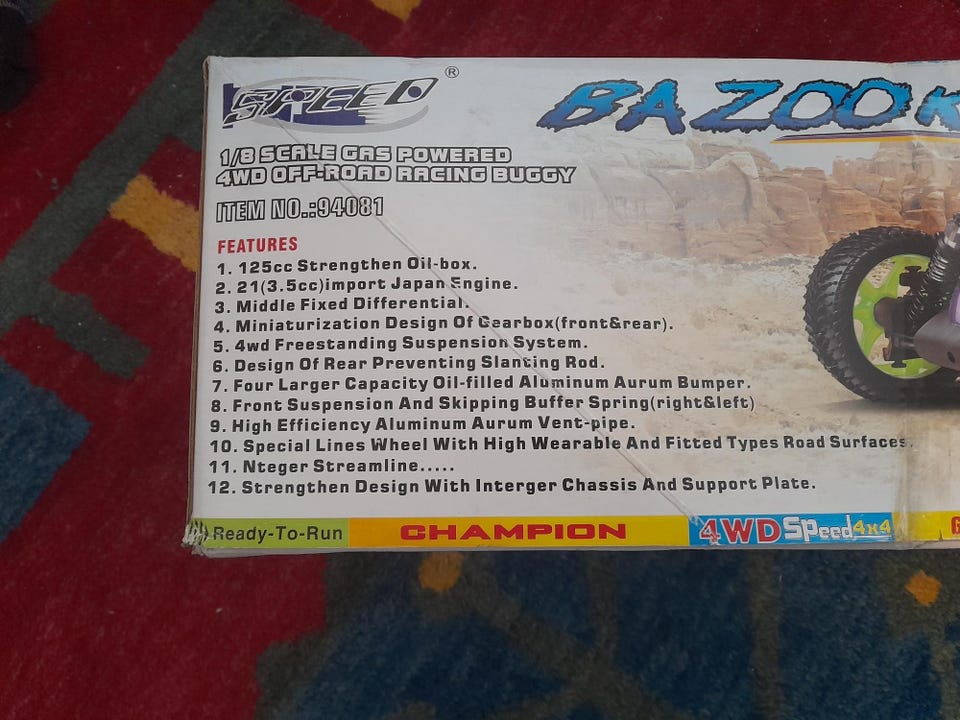 SPEED®
BAZOOK
1/8 SCALE GAS POWERED
4WD OFF-ROAD RACING BUGGY
ITEM NO.:94081
FEATURES
1. 125cc Strengthen Oil-box.
2. 21(3.5cc)import Japan Engine.
3. Middle Fixed Differential.
4. Miniaturization Design Of Gearbox(front&rear).
5. 4wd Freestanding Suspension System.
6. Design Of Rear Preventing Slanting Rod.
7. Four Larger Capacity Oil-filled Aluminum Aurum Bumper.
8. Front Suspension And Skipping Buffer Spring(right&left)
9. High Efficiency Aluminum Aurum Vent-pipe.
10. Special Lines Wheel With High Wearable And Fitted Types Road Surfaces.
11. Nteger Streamline.....
12. Strengthen Design With Interger Chassis And Support Plate.
Ready-To-Run CHAMPION 4WD Speed 4x4